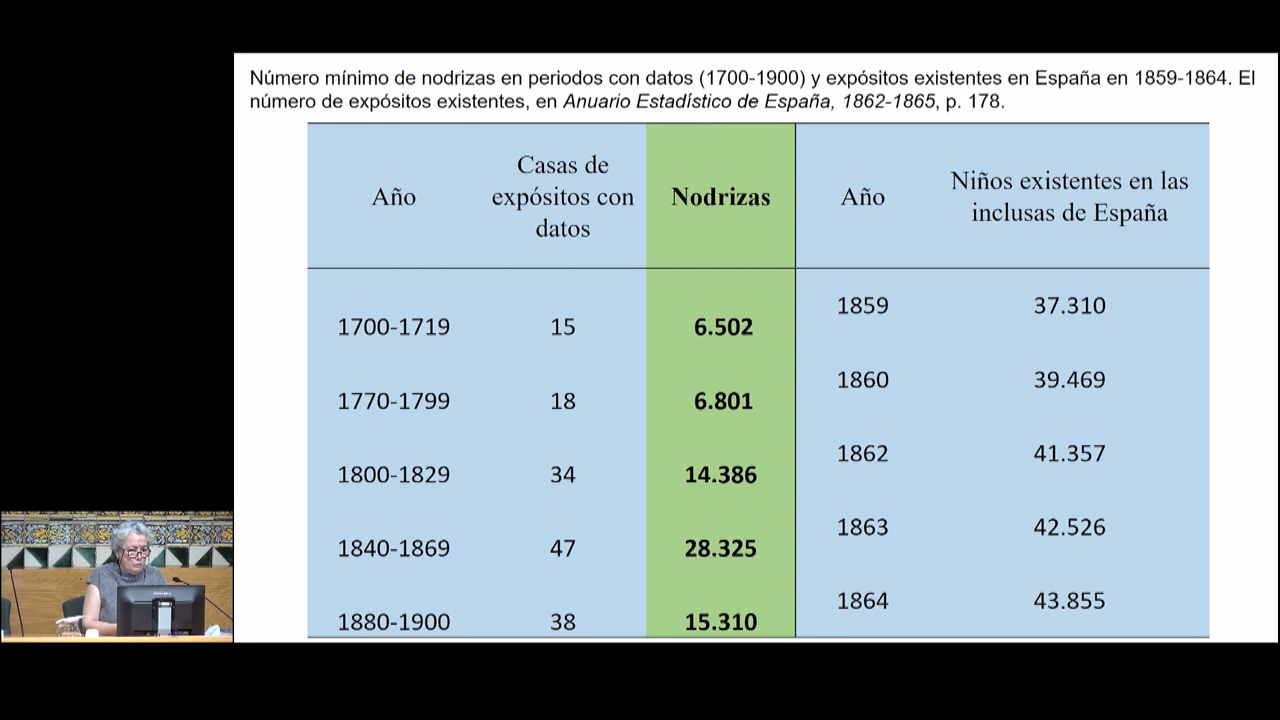 Número mínimo de nodrizas en periodos con datos (1700-1900) y expósitos existentes en España en 1859-1864. El
número de expósitos existentes, en Anuario Estadístico de España, 1862-1865, p. 178.
Año
Casas de
expósitos con
datos
Nodrizas
Año
Niños existentes en las
inclusas de España
1700-1719 15 6.502
1770-1799 18 6.801
1800-1829 34 14.386
1840-1869 47 28.325
1880-1900 38 15.310
1859 37.310
1860 39.469
1862 41.357
1863 42.526
1864 43.855